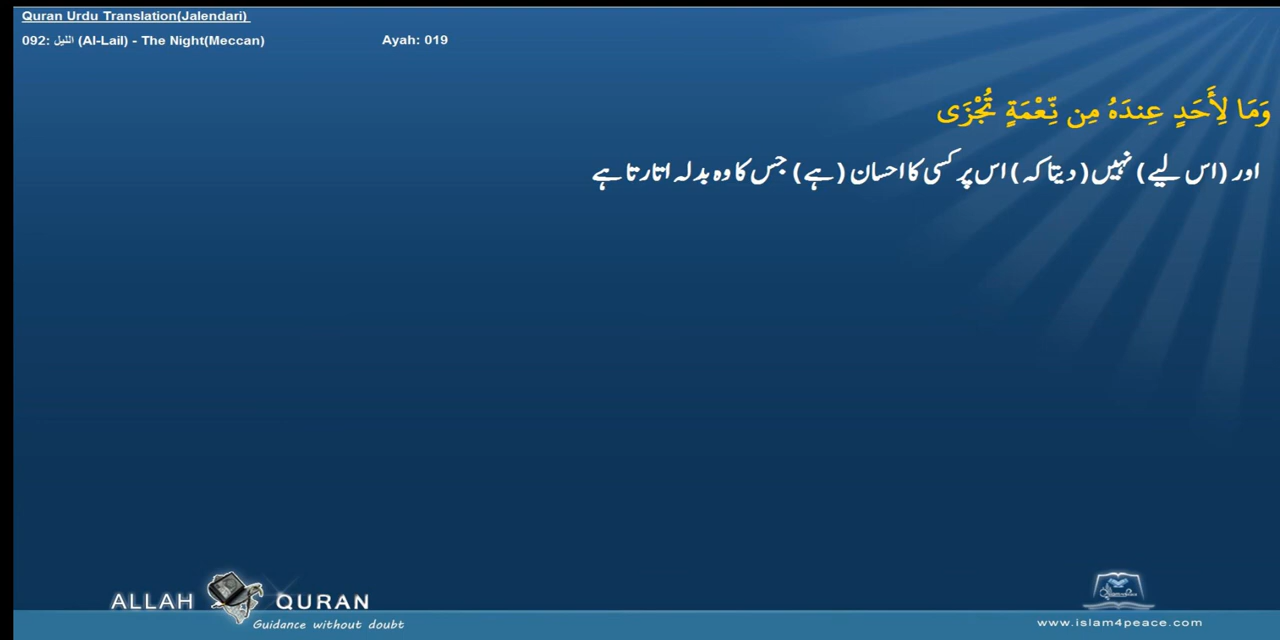 Quran Urdu Translation(Jalendari)
092: الليل (Al-Lail) - The Night(Meccan) Ayah: 019
وَمَا لِأَحَدٍ عِندَهُ مِن نِّعْمَةٍ تُجْزَى
اور (اس لیے) نہیں( دیتا کہ) اس پر کسی کا احسان (ہے) جس کا وہ بدلہ اتارتا ہے
ALLAH QURAN
Guidance without doubt
www.islam4peace.com